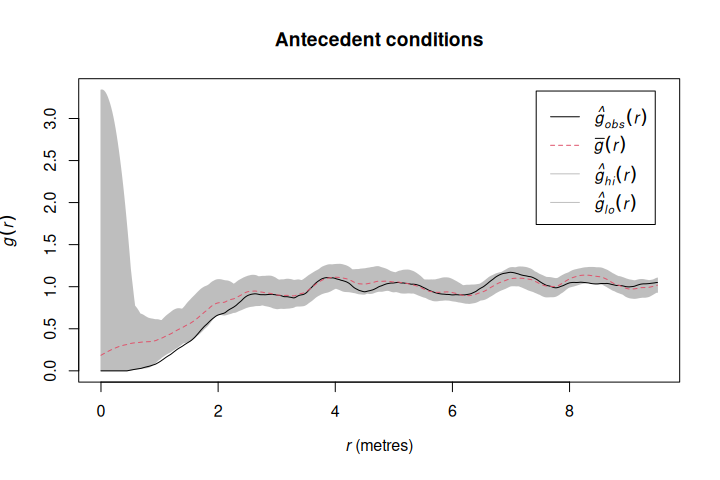 Antecedent conditions
g(r)
0.0 0.5 1.0 1.5 2.0 2.5 3.0
ĝobs(r)
g̅(r)
ĝhi(r)
ĝlo(r)
0 2 4 6 8
r (metres)